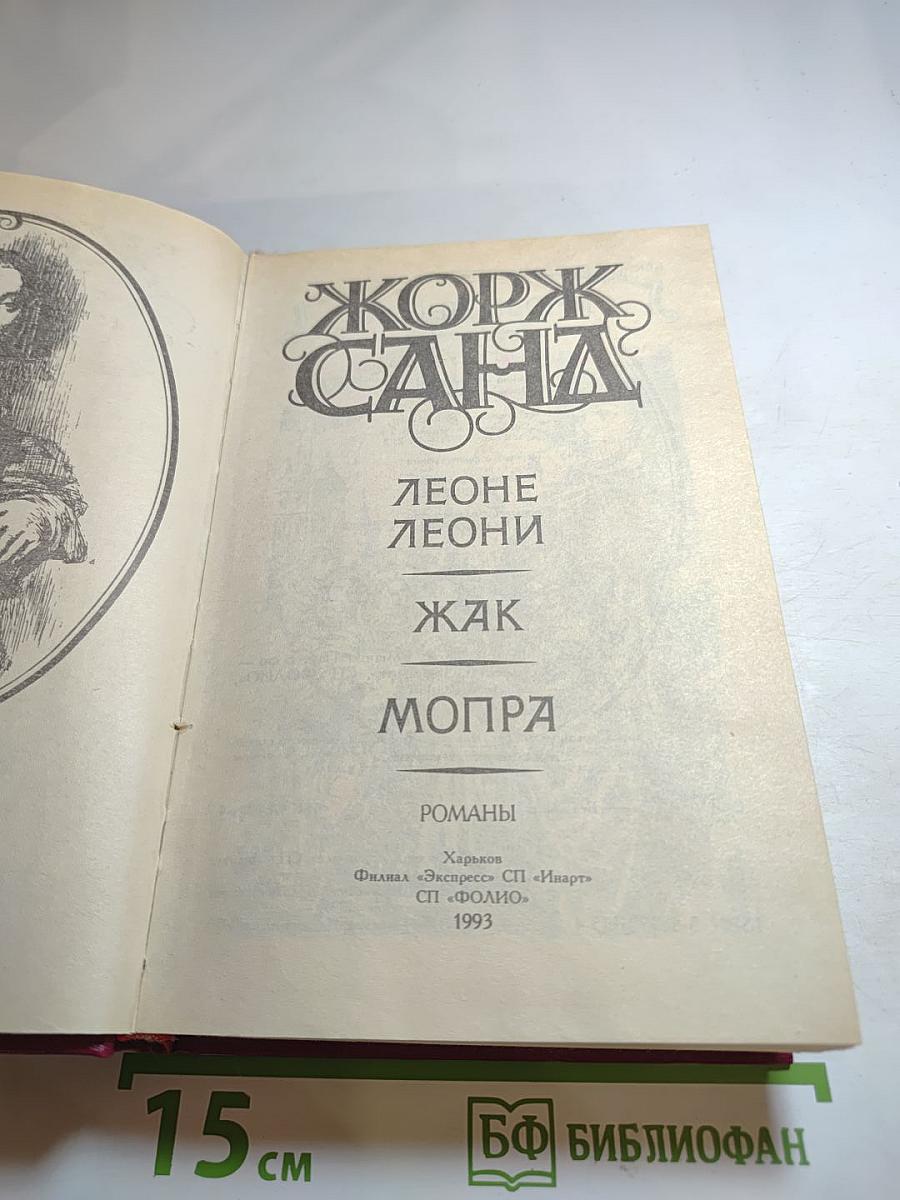 ЖОРЖ
САНД
ЛЕОНЕ
ЛЕОНИ
ЖАК
МОПРА
РОМАНЫ
Харьков
Филиал «Экспресс» СП «Инарт»
СП «ФОЛИО»
1993
15 см
БФ БИБЛИОФАН